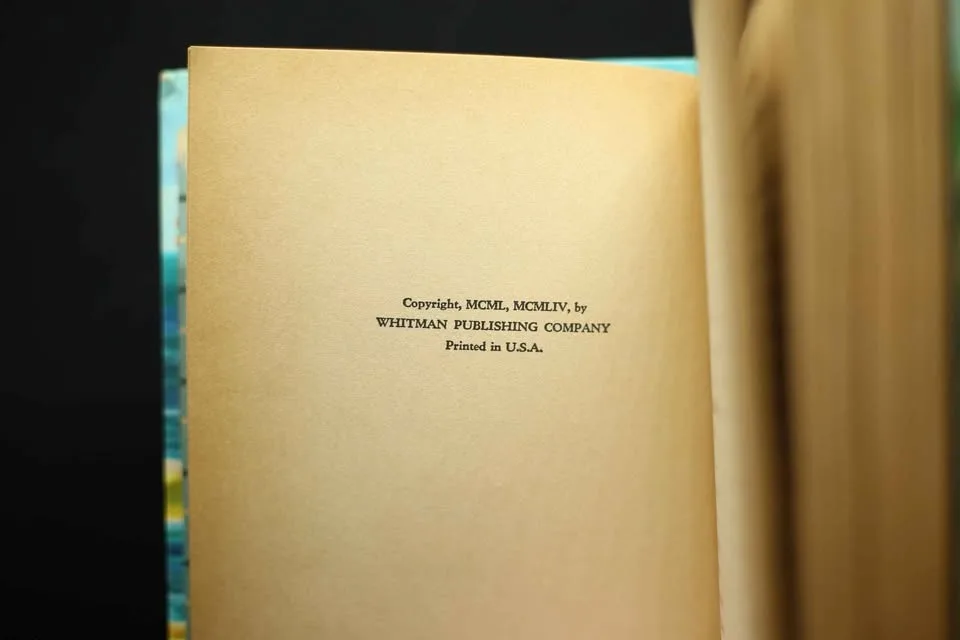 Copyright, MCML, MCMLIV, by
WHITMAN PUBLISHING COMPANY
Printed in U.S.A.